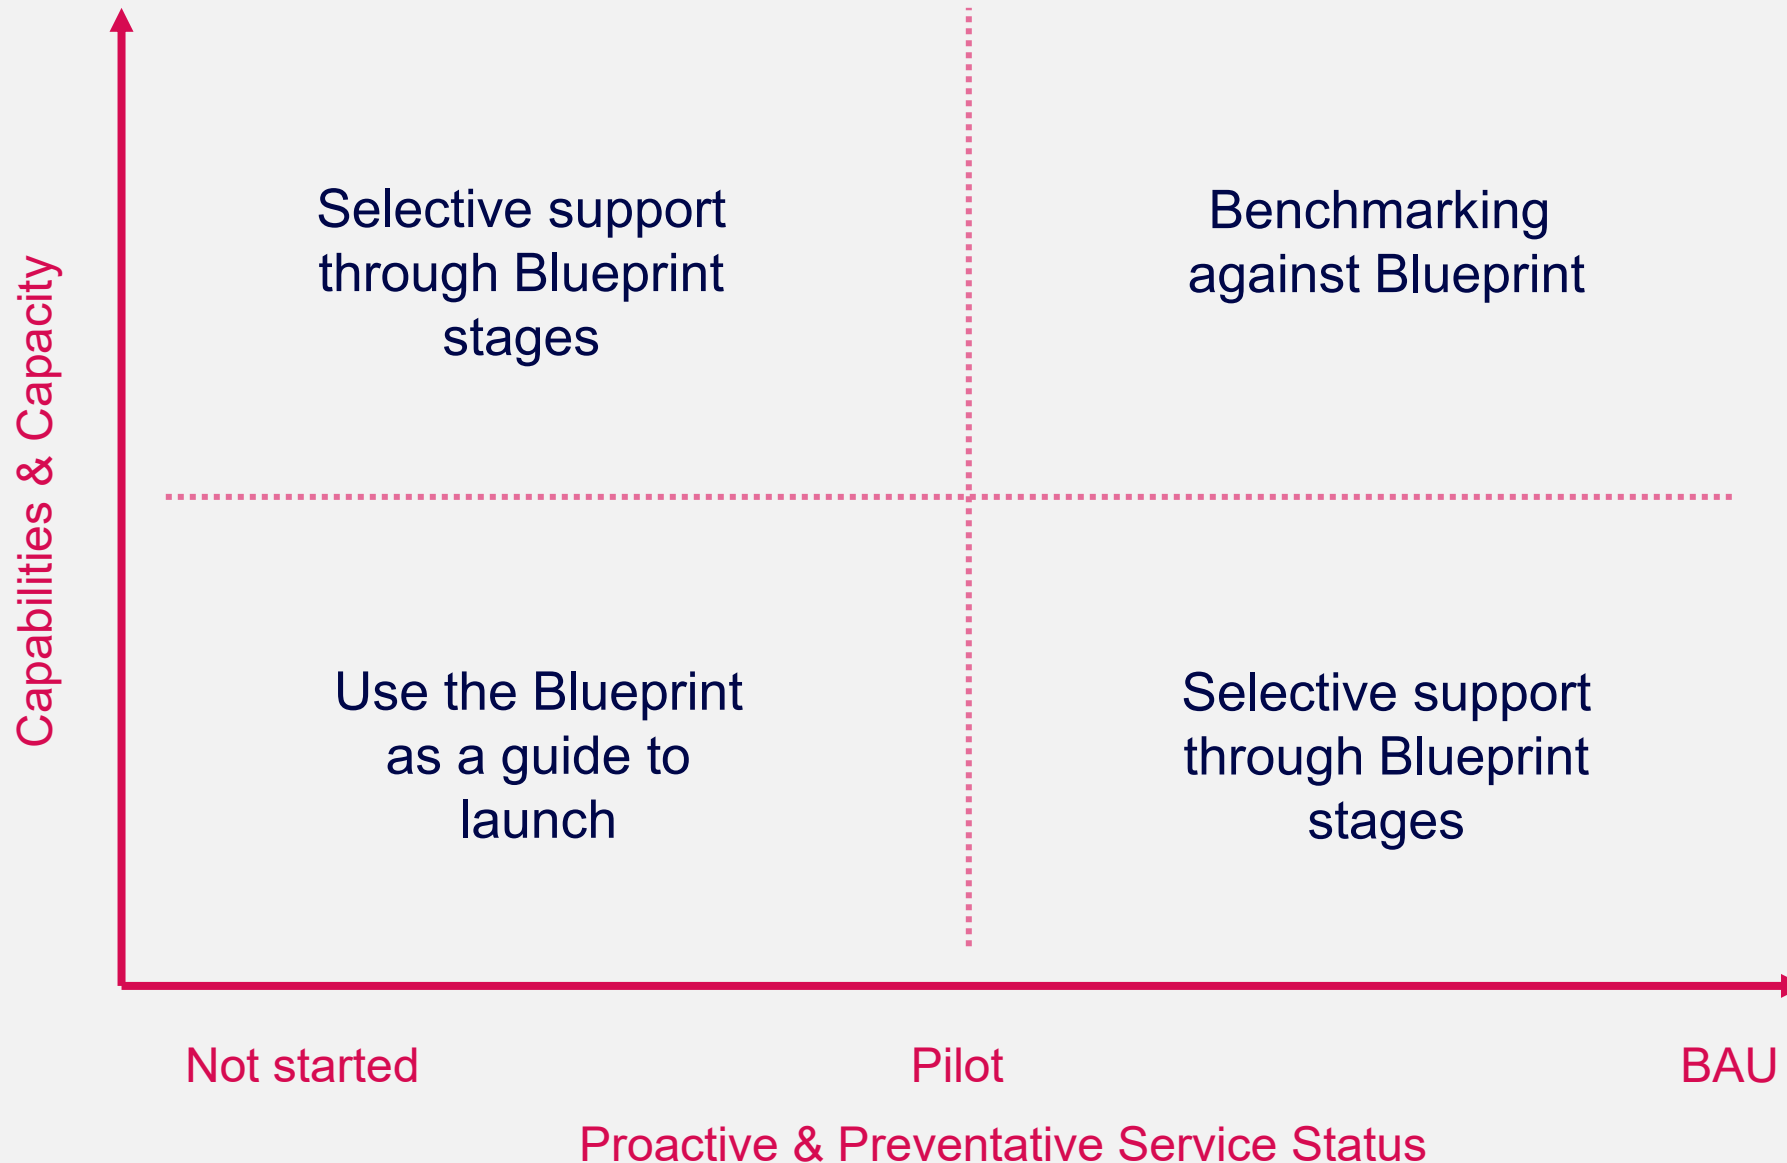 Capabilities & Capacity
Selective support
through Blueprint
stages
Benchmarking
against Blueprint
Use the Blueprint
as a guide to
launch
Selective support
through Blueprint
stages
Not started
Pilot
BAU
Proactive & Preventative Service Status